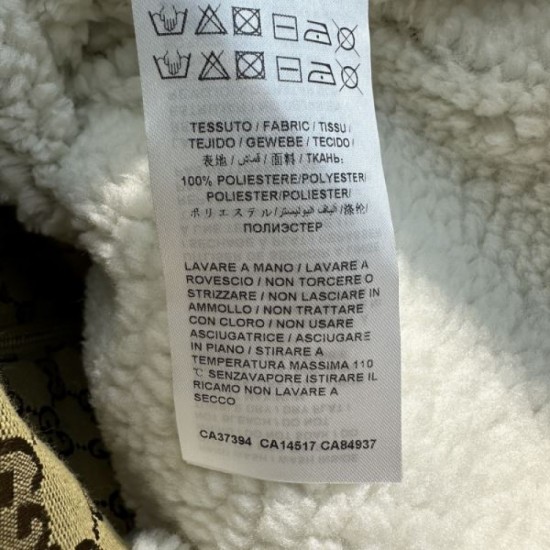 TESSUTO / FABRIC / TISSU /
TEJIDO / GEWEBE / TECIDO /
表地 / قماش / 面料 / ТКАНЬ:
100% POLIESTERE/POLYESTER/
POLIESTER/POLIESTER/
ポリエステル/اليف البوليستر/涤纶/
ПОЛИЭСТЕР
LAVARE A MANO / LAVARE A
ROVESCIO / NON TORCERE O
STRIZZARE / NON LASCIARE IN
AMMOLLO / NON TRATTARE
CON CLORO / NON USARE
ASCIUGATRICE / ASCIUGARE
IN PIANO / STIRARE A
TEMPERATURA MASSIMA 110
℃ SENZAVAPORE ISTIRARE IL
RICAMO NON LAVARE A
SECCO
CA37394 CA14517 CA84937